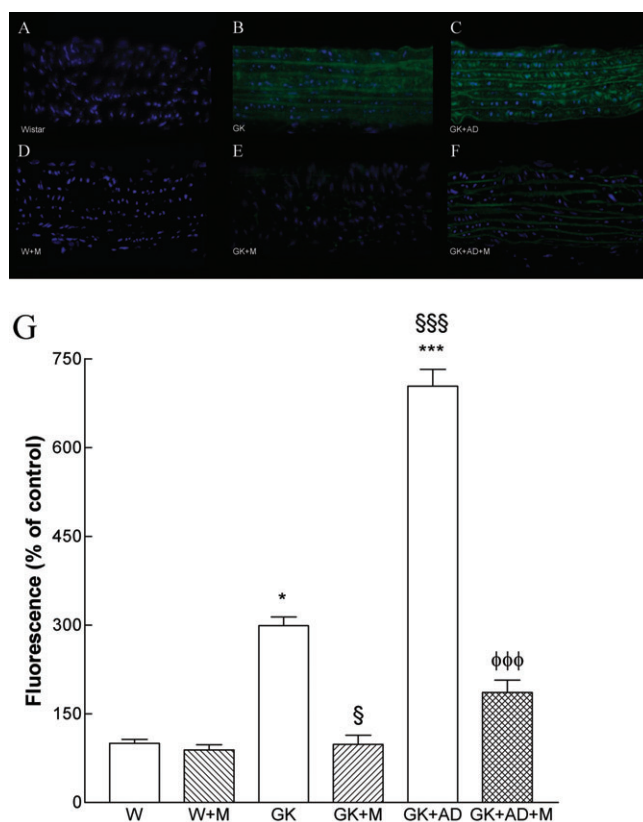 A
B
C
Wistar
GK
GK+AD
D
E
F
W+M
GK+M
GK+AD+M
G
§§§
***
*
§
ϕϕϕ
750
600
450
300
150
0
Fluorescence (% of control)
W W+M GK GK+M GK+AD GK+AD+M